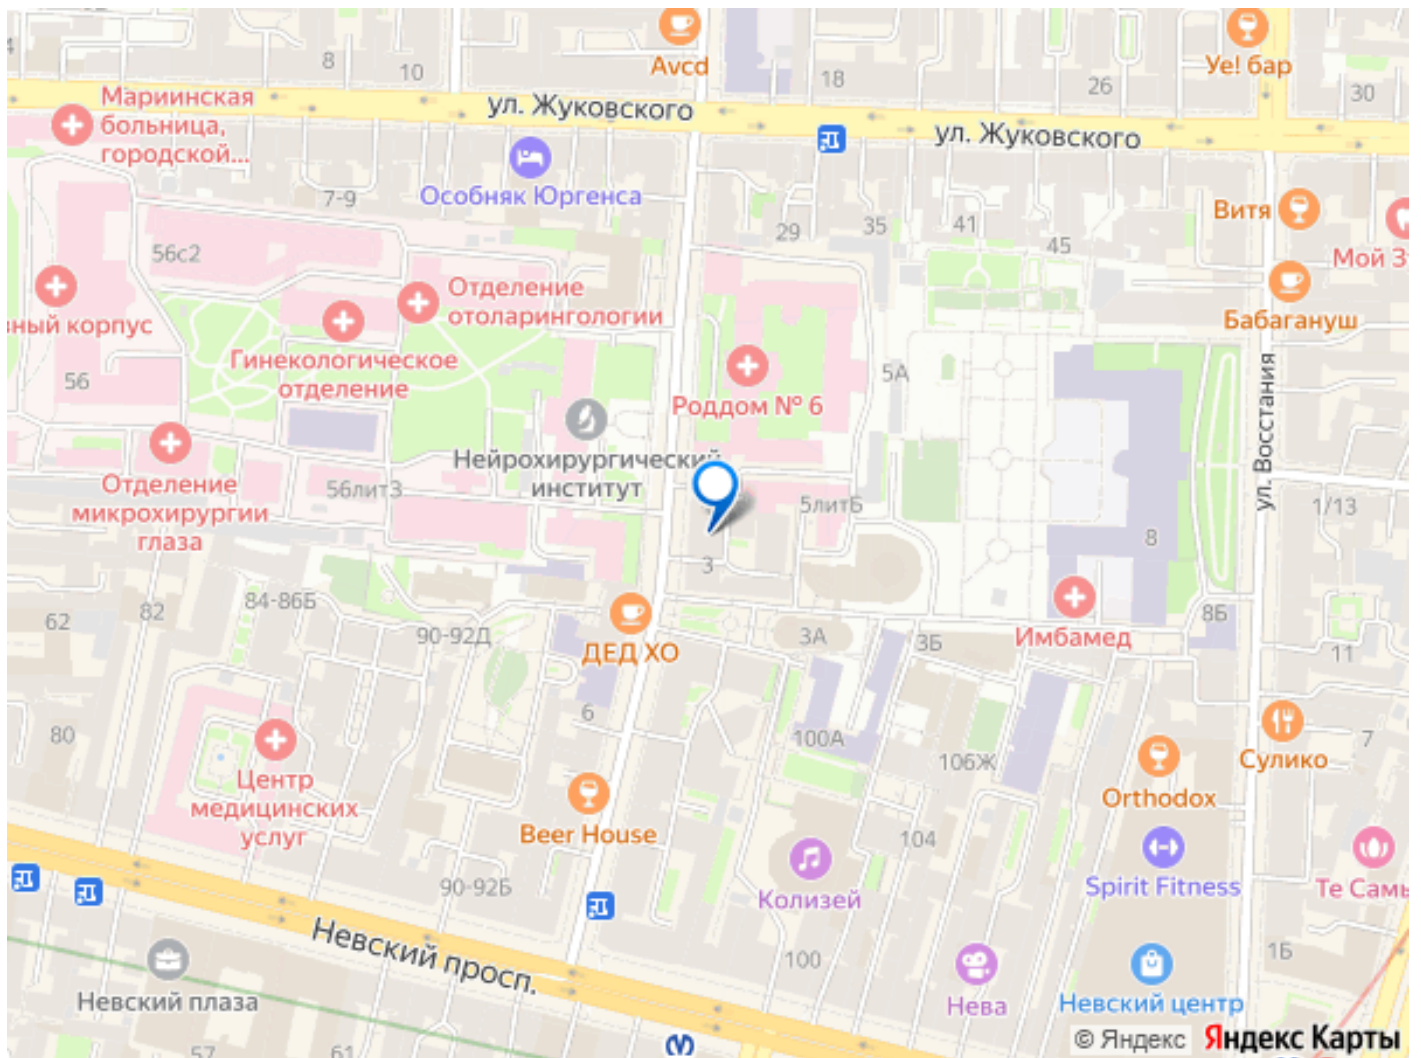 Avcd
Уе! бар
8
10
18
26
30
Мариинская
больница,
городской...
ул. Жуковского
ул. Жуковского
Особняк Юргенса
7-9
29
35
41
45
Витя
56с2
Отделение
отоларингологии
вный корпус
Гинекологическое
отделение
56
Роддом № 6
5А
Бабагануш
ул. Восстания
Нейрохирургический
институт
Отделение
микрохирургии
глаза
56лит3
5литБ
1/13
8
3
62
82
84-86Б
90-92Д
ДЕД ХО
3А
3Б
Имбамед
8Б
11
80
6
100А
106Ж
Сулико
7
Центр
медицинских
услуг
Orthodox
Beer House
104
Колизей
Spirit Fitness
90-92Б
Невский просп.
100
1Б
Невский плаза
Нева
Невский центр
57
61
© Яндекс Яндекс Карты